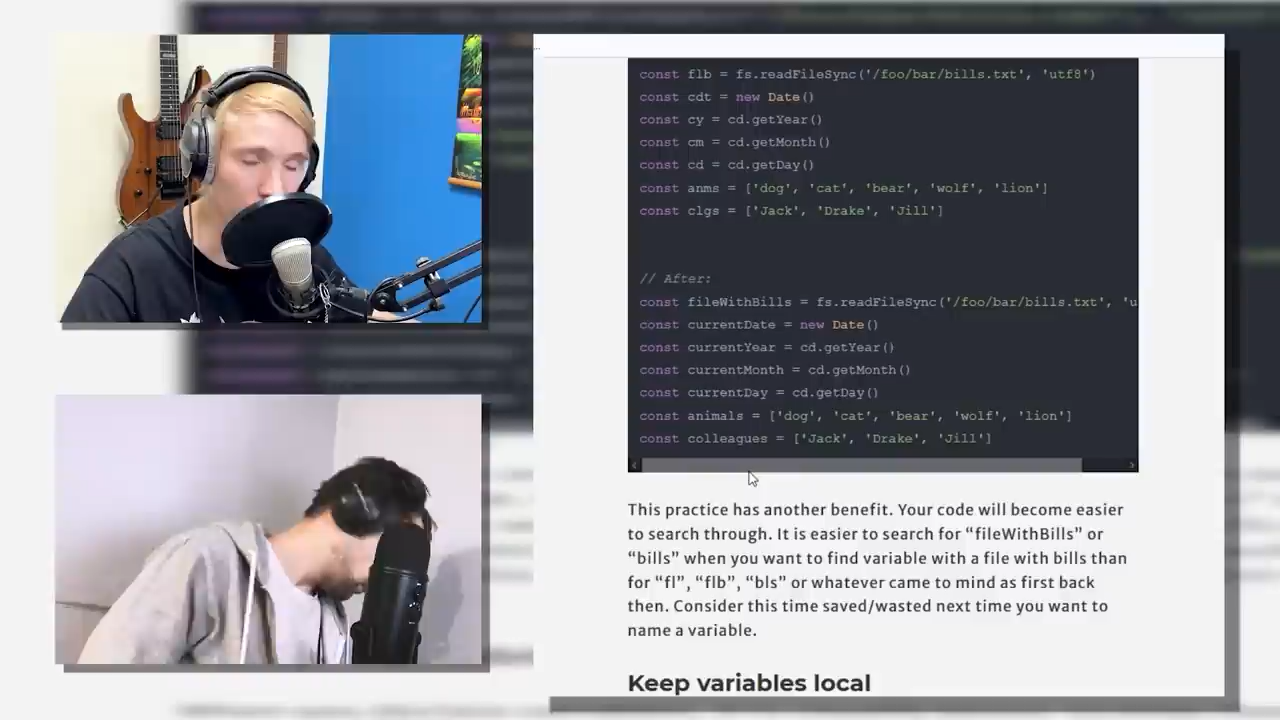 const flb = fs.readFileSync('/foo/bar/bills.txt', 'utf8')
const cdt = new Date()
const cy = cd.getYear()
const cm = cd.getMonth()
const cd = cd.getDay()
const anms = ['dog', 'cat', 'bear', 'wolf', 'lion']
const clgs = ['Jack', 'Drake', 'Jill']
// After:
const fileWithBills = fs.readFileSync('/foo/bar/bills.txt', 'u
const currentDate = new Date()
const currentYear = cd.getYear()
const currentMonth = cd.getMonth()
const currentDay = cd.getDay()
const animals = ['dog', 'cat', 'bear', 'wolf', 'lion']
const colleagues = ['Jack', 'Drake', 'Jill']
This practice has another benefit. Your code will become easier
to search through. It is easier to search for “fileWithBills” or
“bills” when you want to find variable with a file with bills than
for “fl”, “flb”, “bls” or whatever came to mind as first back
then. Consider this time saved/wasted next time you want to
name a variable.
Keep variables local